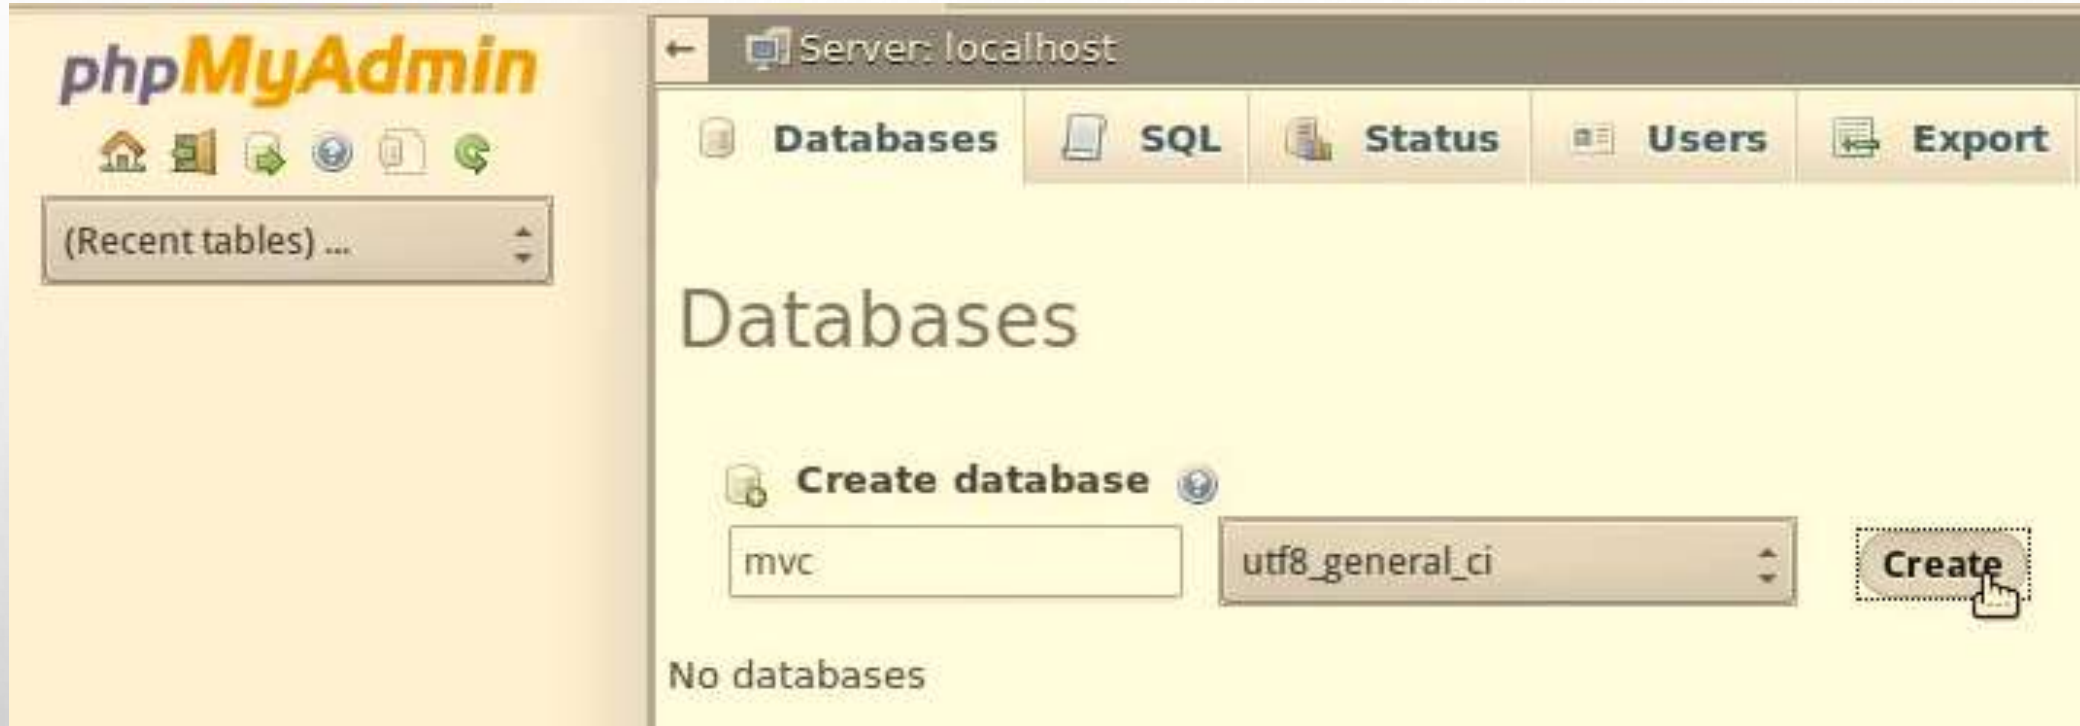 phpMyAdmin
(Recent tables) ...
Server: localhost
Databases SQL Status Users Export
Databases
Create database
mvc utf8_general_ci Create
No databases